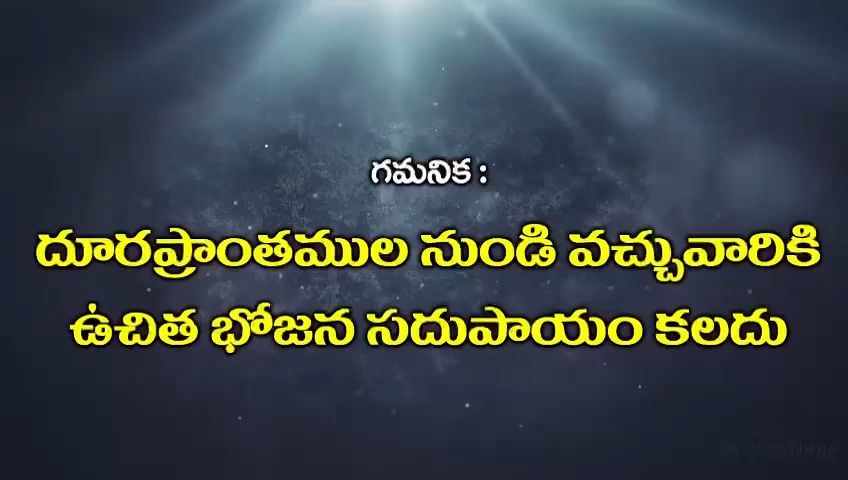 గమనిక :
దూరప్రాంతముల నుండి వచ్చువారికి
ఉచిత భోజన సదుపాయం కలదు